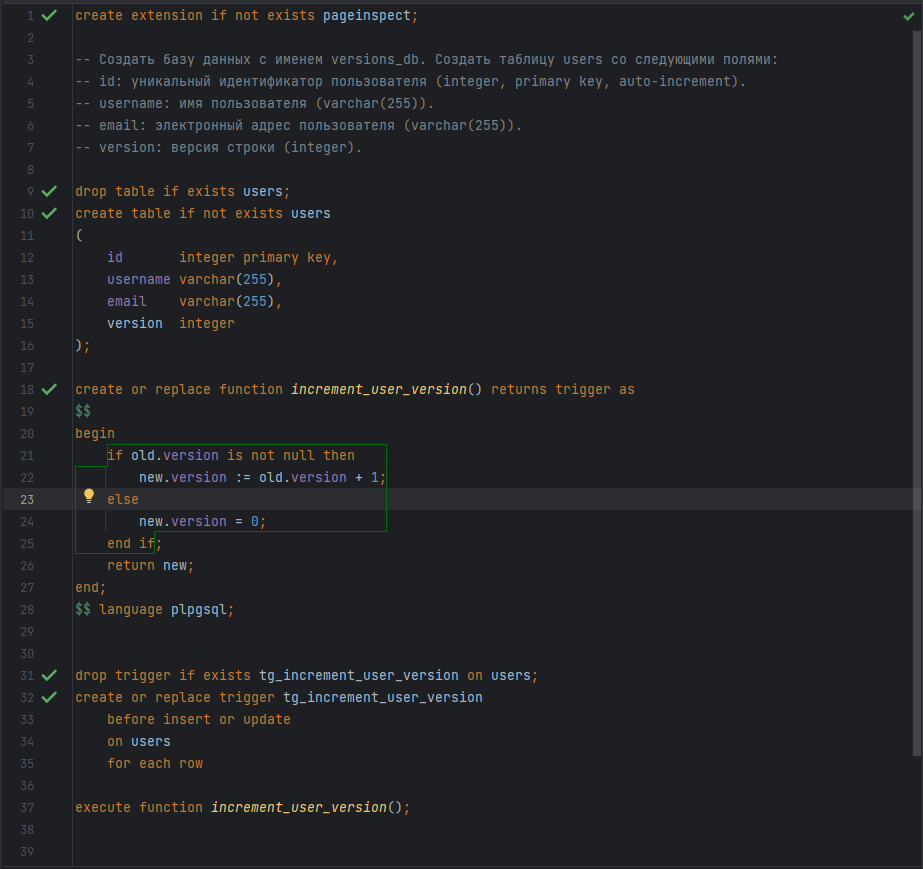 1 create extension if not exists pageinspect;
2
3 -- Создать базу данных с именем versions_db. Создать таблицу users со следующими полями:
4 -- id: уникальный идентификатор пользователя (integer, primary key, auto-increment).
5 -- username: имя пользователя (varchar(255)).
6 -- email: электронный адрес пользователя (varchar(255)).
7 -- version: версия строки (integer).
8
9 drop table if exists users;
10 create table if not exists users
11 (
12     id       integer primary key,
13     username varchar(255),
14     email    varchar(255),
15     version  integer
16 );
17
18 create or replace function increment_user_version() returns trigger as
19 $$
20 begin
21     if old.version is not null then
22         new.version := old.version + 1;
23     else
24         new.version = 0;
25     end if;
26     return new;
27 end;
28 $$ language plpgsql;
29
30
31 drop trigger if exists tg_increment_user_version on users;
32 create or replace trigger tg_increment_user_version
33     before insert or update
34     on users
35     for each row
36
37 execute function increment_user_version();
38
39